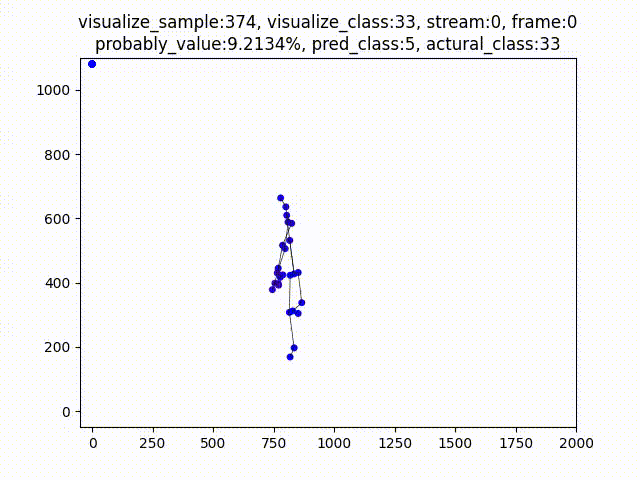 visualize_sample:374, visualize_class:33, stream:0, frame:0
probably_value:9.2134%, pred_class:5, actural_class:33
1000
800
600
400
200
0
0 250 500 750 1000 1250 1500 1750 2000